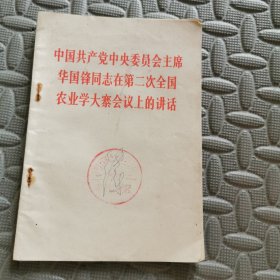 中国共产党中央委员会主席
华国锋同志在第二次全国
农业学大寨会议上的讲话